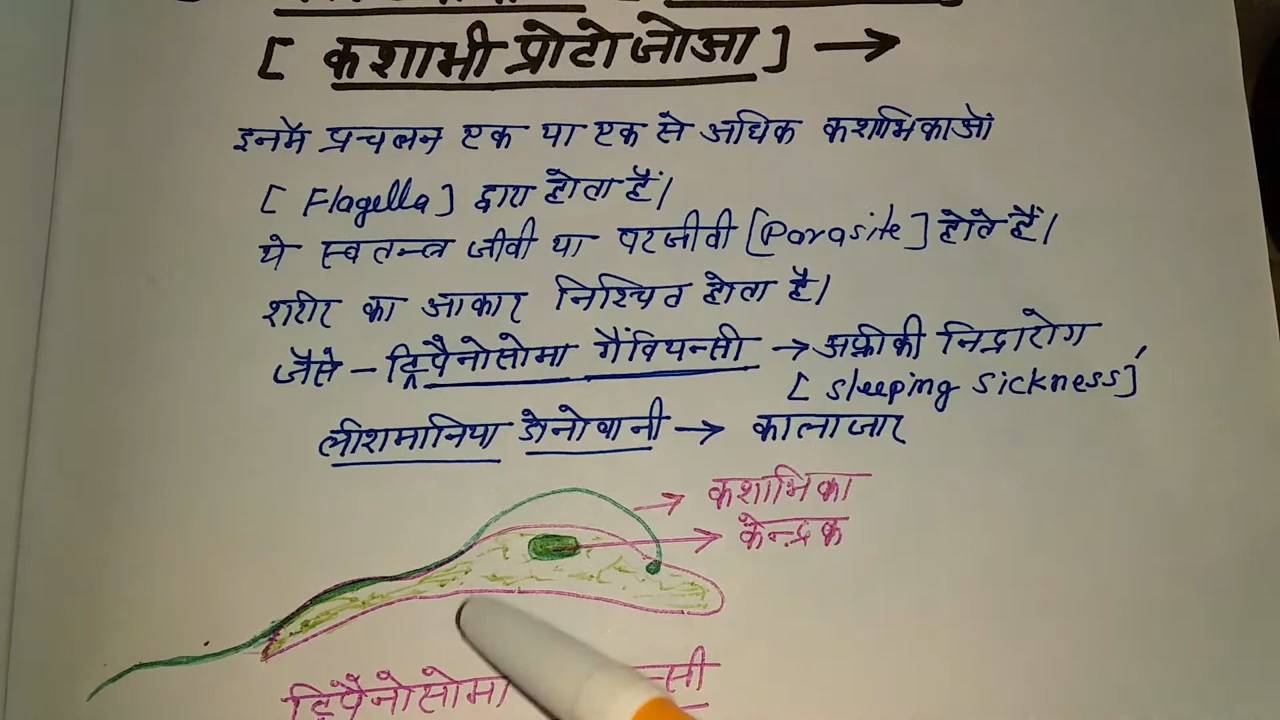 [ कशाभी प्रोटोजोआ ] →
इनमें प्रचलन एक या एक से अधिक कशाभिकाओं
[ Flagella ] द्वारा होता हैं।
ये स्वतन्त्र जीवी या परजीवी [Parasite] होते हैं।
शरीर का आकार निश्चित होता है।
जैसे - ट्रिपैनोसोमा गैंवियन्सी → अफ्रीकी निद्रारोग
[ Sleeping Sickness]
लीशमानिया डोनोवानी → कालाजार
→ कशाभिका
→ केन्द्रक
ट्रिपैनोसोमा